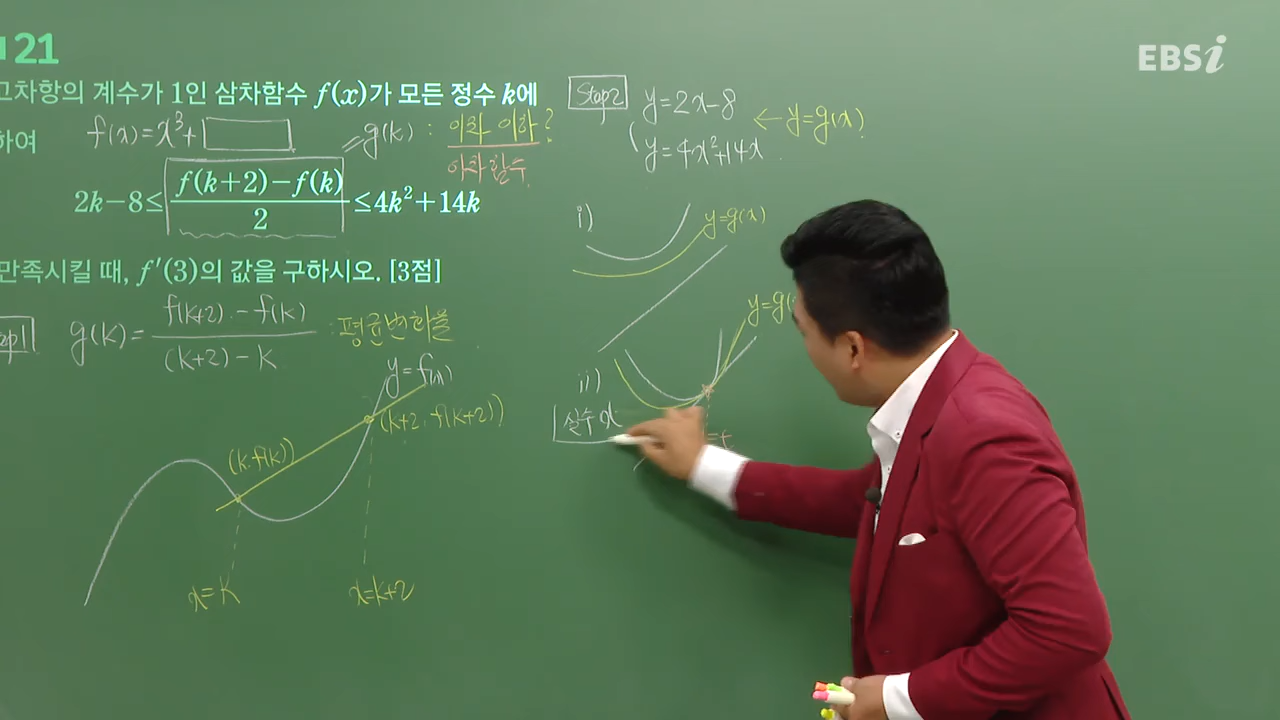 21
EBSi
고차항의 계수가 1인 삼차함수 f(x)가 모든 정수 k에
하여 f(x)=x³+
=g(k) : 이차 이하?
이차함수
2k-8≤ f(k+2)-f(k) / 2 ≤4k²+14k
만족시킬 때, f′(3)의 값을 구하시오. [3점]
g(k)= f(k+2)-f(k) / (k+2)-k : 평균변화율
y=f(x)
(k+2, f(k+2))
(k, f(k))
x=k
x=k+2
Step2
y=2x-8
y=4x²+14x
← y=g(x)?
i)
y=g(x)
ii)
실수 x